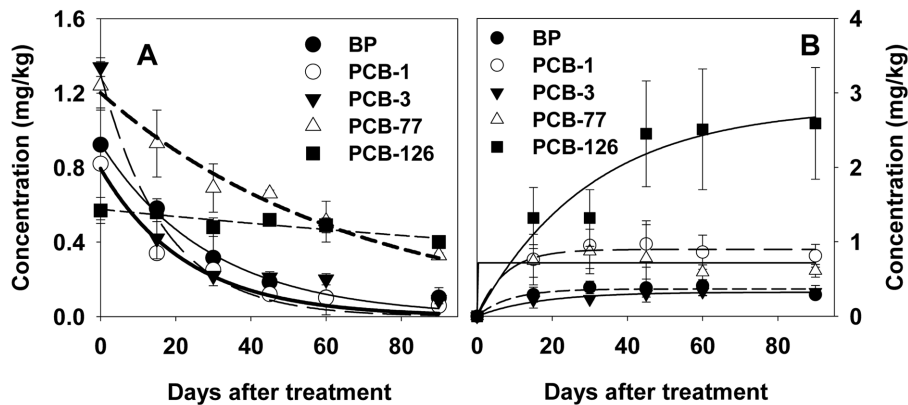 Concentration (mg/kg)
1.6
1.2
0.8
0.4
0.0
A
BP
PCB-1
PCB-3
PCB-77
PCB-126
0 20 40 60 80
Days after treatment
B
BP
PCB-1
PCB-3
PCB-77
PCB-126
0 20 40 60 80
Days after treatment
4
3
2
1
0
Concentration (mg/kg)